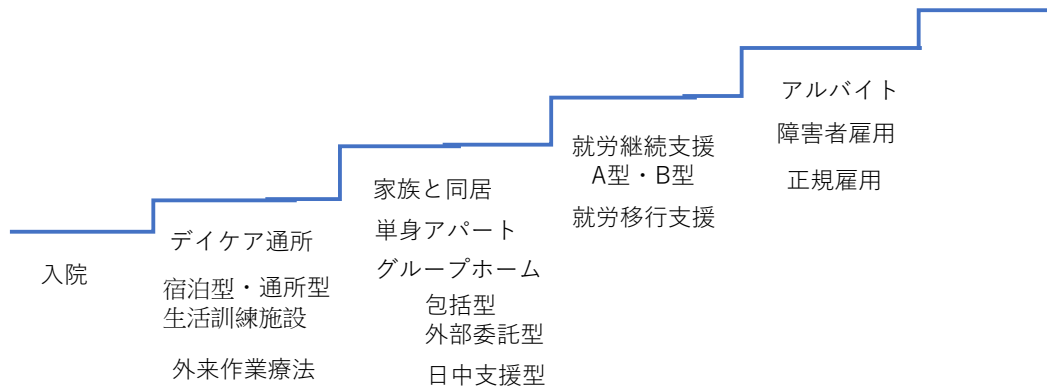 入院
デイケア通所
宿泊型・通所型
生活訓練施設
外来作業療法
家族と同居
単身アパート
グループホーム
包括型
外部委託型
日中支援型
就労継続支援
A型・B型
就労移行支援
アルバイト
障害者雇用
正規雇用